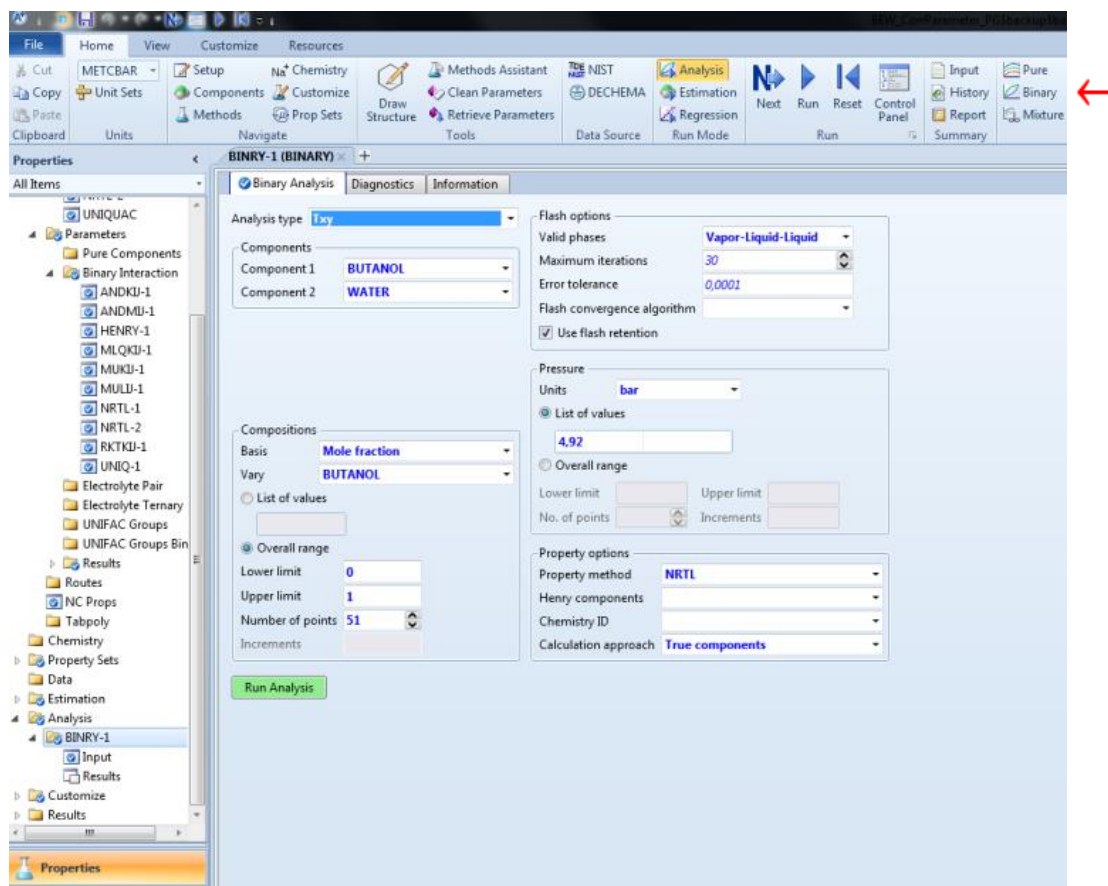 BEW_ConParameter_PGSbackup
File Home View Customize Resources
Cut METCBAR Setup Na⁺ Chemistry Methods Assistant NIST Analysis Input Pure
Copy Unit Sets Components Customize Draw Structure Clean Parameters DECHEMA Estimation Next Run Reset Control Panel History Binary
Paste Methods Prop Sets Retrieve Parameters Regression Report Mixture
Clipboard Units Navigate Tools Data Source Run Mode Run Summary
Properties
All Items
NRTL-2
UNIQUAC
Parameters
Pure Components
Binary Interaction
ANDKIJ-1
ANDMIJ-1
HENRY-1
MLQKIJ-1
MUKIJ-1
MULIJ-1
NRTL-1
NRTL-2
RKTKIJ-1
UNIQ-1
Electrolyte Pair
Electrolyte Ternary
UNIFAC Groups
UNIFAC Groups Bin
Results
Routes
NC Props
Tabpoly
Chemistry
Property Sets
Data
Estimation
Analysis
BINRY-1
Input
Results
Customize
Results
Properties
BINRY-1 (BINARY) × +
Binary Analysis Diagnostics Information
Analysis type Txy
Components
Component 1 BUTANOL
Component 2 WATER
Compositions
Basis Mole fraction
Vary BUTANOL
List of values
Overall range
Lower limit 0
Upper limit 1
Number of points 51
Increments
Run Analysis
Flash options
Valid phases Vapor-Liquid-Liquid
Maximum iterations 30
Error tolerance 0,0001
Flash convergence algorithm
Use flash retention
Pressure
Units bar
List of values
4,92
Overall range
Lower limit Upper limit
No. of points Increments
Property options
Property method NRTL
Henry components
Chemistry ID
Calculation approach True components